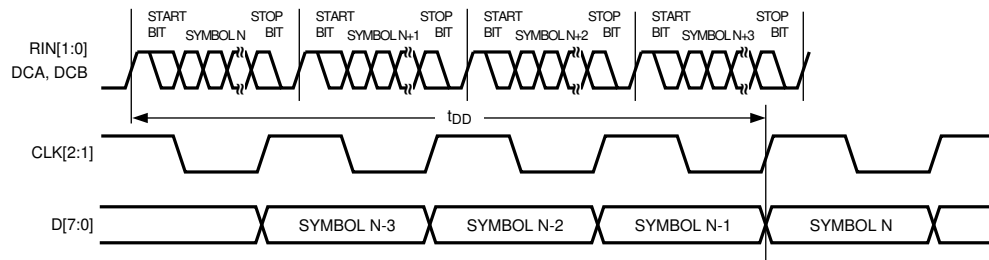 START STOP START STOP START STOP START STOP
BIT SYMBOL N BIT BIT SYMBOL N+1 BIT BIT SYMBOL N+2 BIT BIT SYMBOL N+3 BIT
RIN[1:0]
DCA, DCB
tDD
CLK[2:1]
D[7:0] SYMBOL N-3 SYMBOL N-2 SYMBOL N-1 SYMBOL N